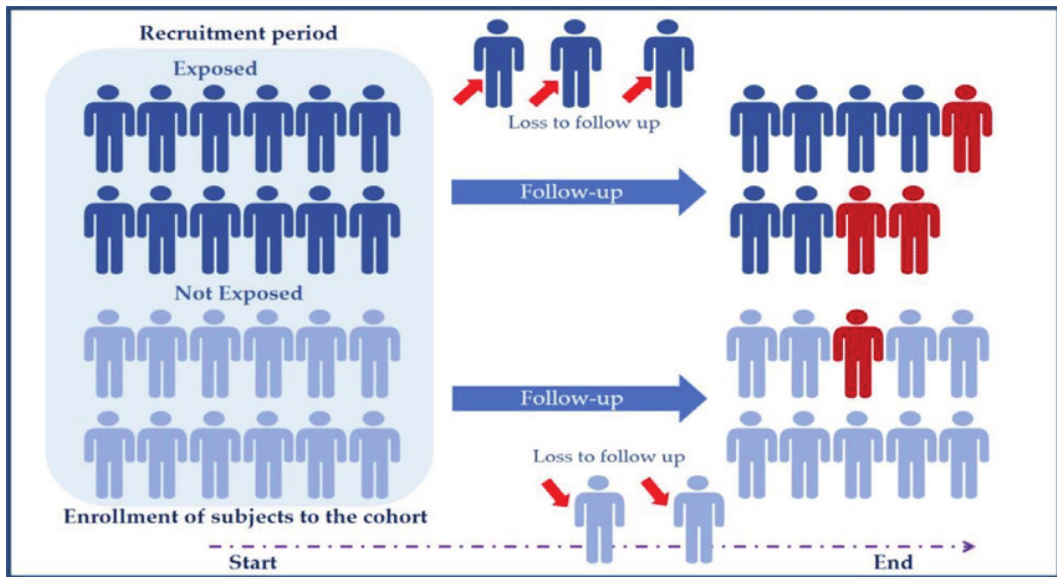 Recruitment period
Exposed
Loss to follow up
Follow-up
Not Exposed
Follow-up
Loss to follow up
Enrollment of subjects to the cohort
Start
End